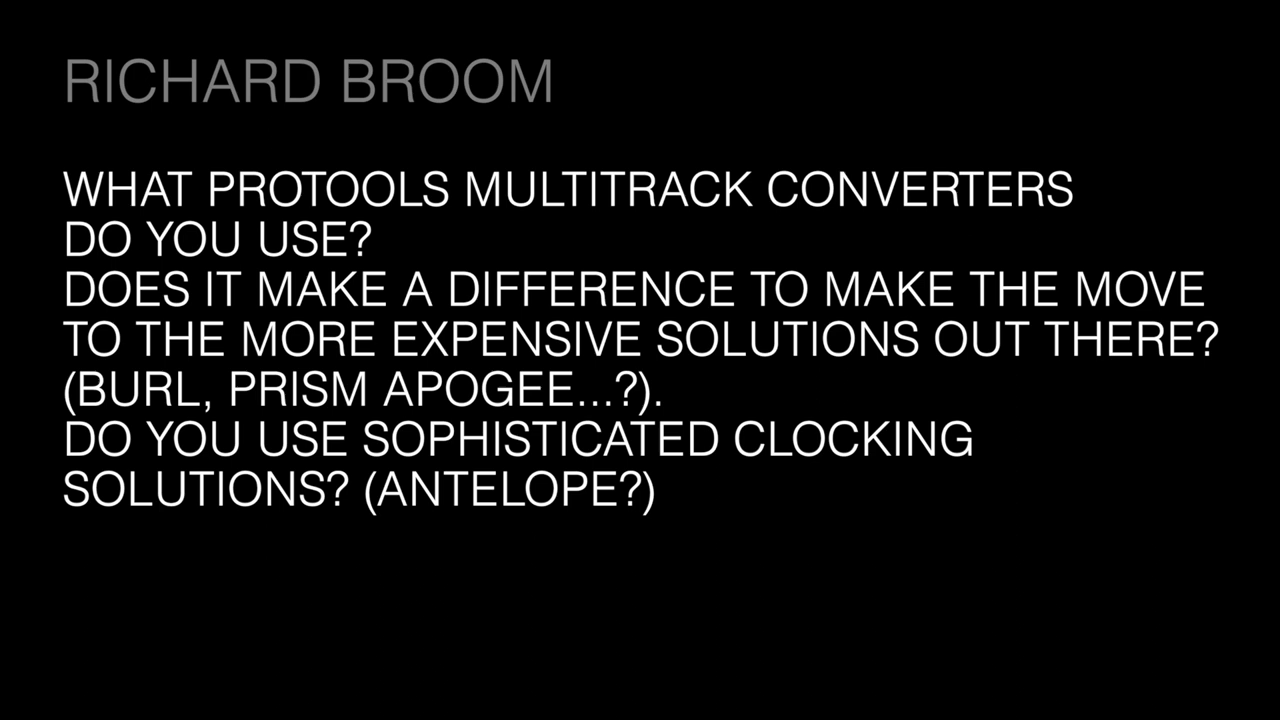 RICHARD BROOM
WHAT PROTOOLS MULTITRACK CONVERTERS
DO YOU USE?
DOES IT MAKE A DIFFERENCE TO MAKE THE MOVE
TO THE MORE EXPENSIVE SOLUTIONS OUT THERE?
(BURL, PRISM APOGEE...?).
DO YOU USE SOPHISTICATED CLOCKING
SOLUTIONS? (ANTELOPE?)